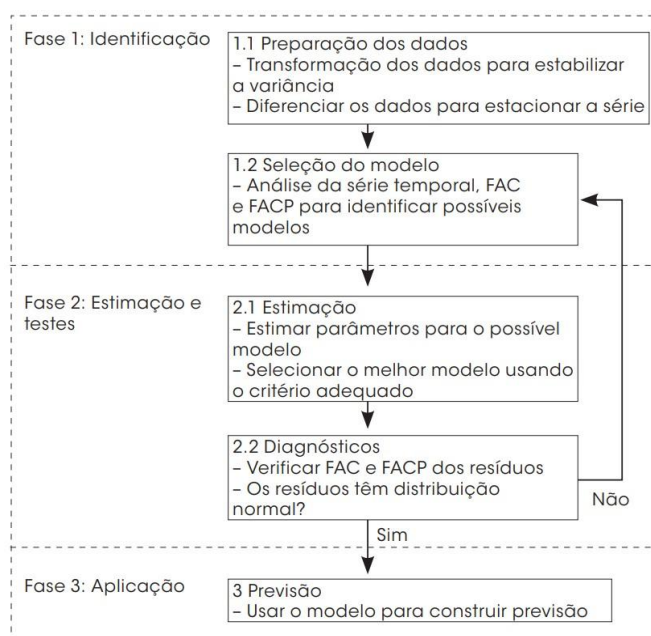 Fase 1: Identificação
1.1 Preparação dos dados
– Transformação dos dados para estabilizar
a variância
– Diferenciar os dados para estacionar a série
1.2 Seleção do modelo
– Análise da série temporal, FAC
e FACP para identificar possíveis
modelos
Fase 2: Estimação e
testes
2.1 Estimação
– Estimar parâmetros para o possível
modelo
– Selecionar o melhor modelo usando
o critério adequado
2.2 Diagnósticos
– Verificar FAC e FACP dos resíduos
– Os resíduos têm distribuição
normal?
Não
Sim
Fase 3: Aplicação
3 Previsão
– Usar o modelo para construir previsão